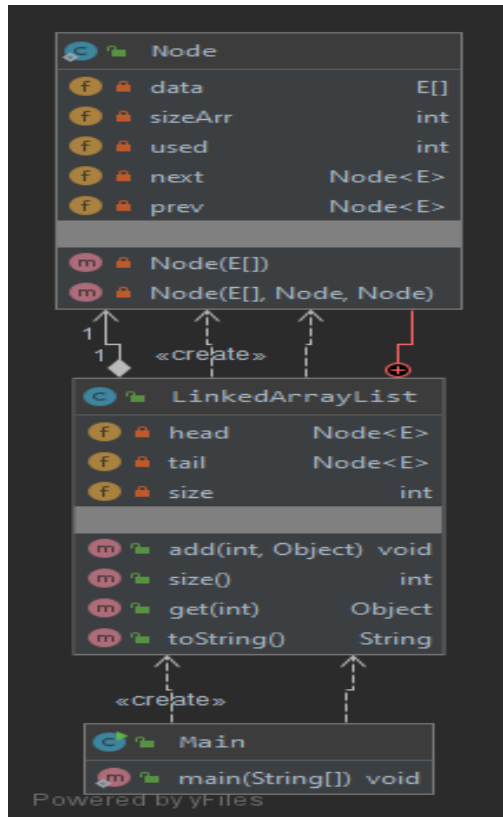 Node
data E[]
sizeArr int
used int
next Node<E>
prev Node<E>
Node(E[])
Node(E[], Node, Node)
1
1
«create»
LinkedArrayList
head Node<E>
tail Node<E>
size int
add(int, Object) void
size() int
get(int) Object
toString() String
«create»
Main
main(String[]) void
Powered by yFiles